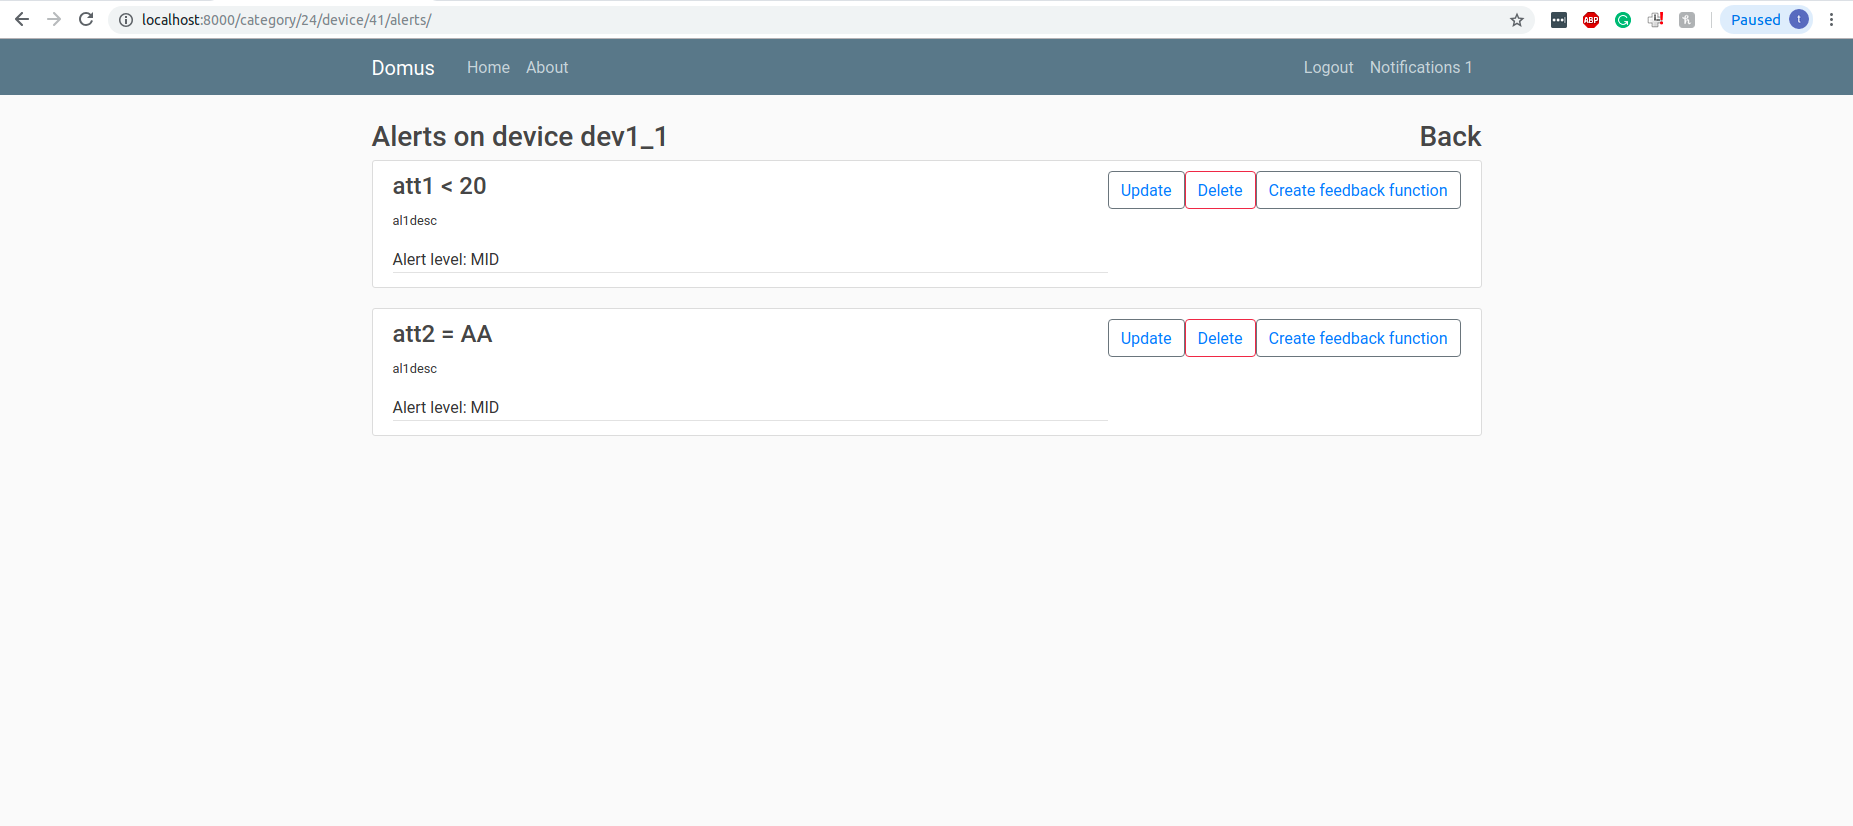 localhost:8000/category/24/device/41/alerts/
ABP
Paused t
Domus Home About Logout Notifications 1
Alerts on device dev1_1 Back
att1 < 20 Update Delete Create feedback function
al1desc
Alert level: MID
att2 = AA Update Delete Create feedback function
al1desc
Alert level: MID